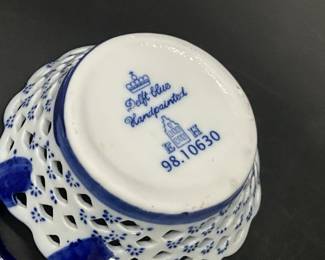 Delft blue
Handpainted
E H
98.10630